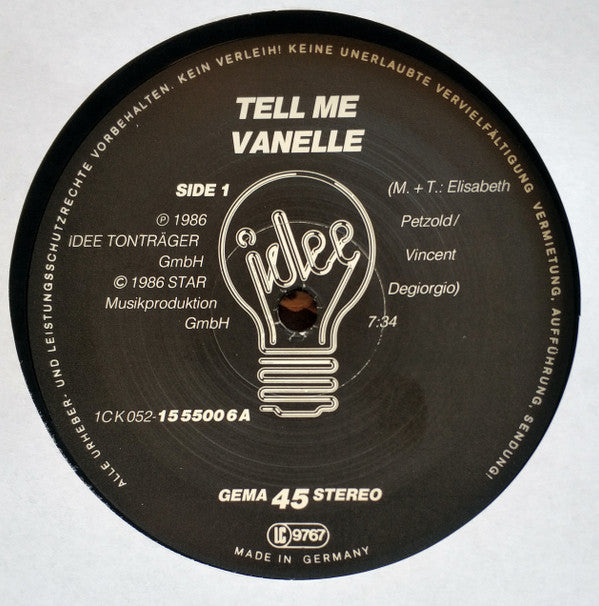 ALLE URHEBER- UND LEISTUNGSSCHUTZRECHTE VORBEHALTEN. KEIN VERLEIH! KEINE UNERLAUBTE VERVIELFÄLTIGUNG, VERMIETUNG, AUFFÜHRUNG, SENDUNG!
TELL ME
VANELLE
SIDE 1
℗ 1986
IDEE TONTRÄGER
GmbH
© 1986 STAR
Musikproduktion
GmbH
idee
(M. + T.: Elisabeth
Petzold/
Vincent
Degiorgio)
7:34
1C K 052-15 5500 6 A
GEMA 45 STEREO
LC 9767
MADE IN GERMANY